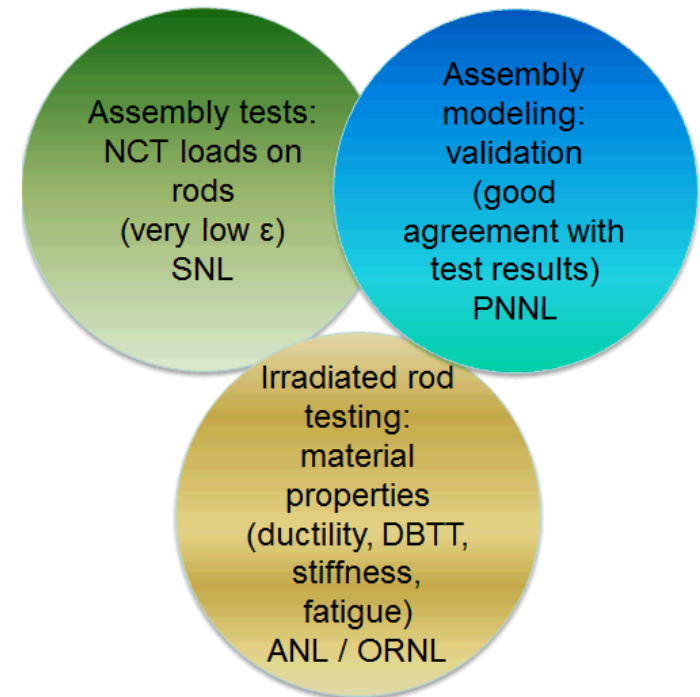 Assembly tests:
NCT loads on
rods
(very low ε)
SNL
Assembly
modeling:
validation
(good
agreement with
test results)
PNNL
Irradiated rod
testing:
material
properties
(ductility, DBTT,
stiffness,
fatigue)
ANL / ORNL